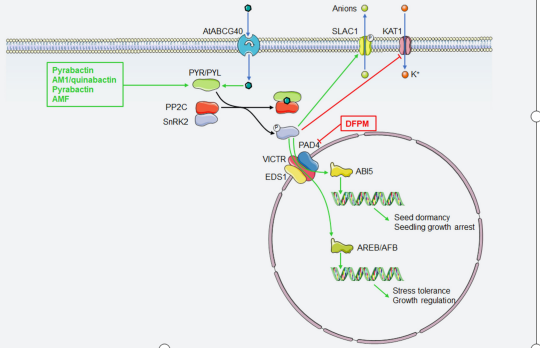 Anions
AtABCG40
SLAC1
KAT1
P
Pyrabactin
AM1/quinabactin
Pyrabactin
AMF
PYR/PYL
K+
PP2C
SnRK2
P
DFPM
PAD4
VICTR
EDS1
ABI5
Seed dormancy
Seedling growth arrest
AREB/AFB
Stress tolerance
Growth regulation